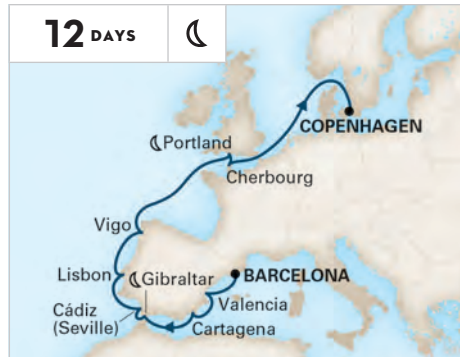 12 DAYS
COPENHAGEN
Portland
Cherbourg
Vigo
Lisbon
Gibraltar
BARCELONA
Cádiz
(Seville)
Valencia
Cartagena